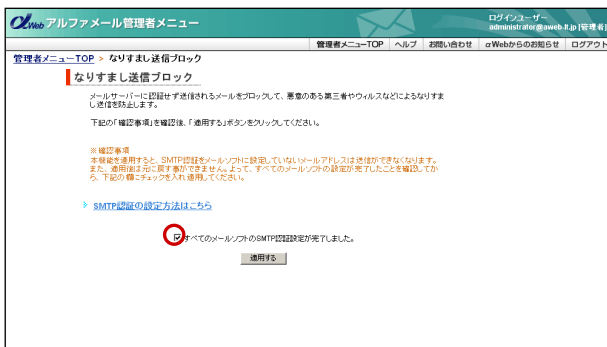 αWeb アルファメール管理者メニュー
ログインユーザー
administrator@aweb-lt.jp [管理者]
管理者メニューTOP ヘルプ お問い合わせ αWebからのお知らせ ログアウト
管理者メニューTOP > なりすまし送信ブロック
なりすまし送信ブロック
メールサーバーに認証せず送信されるメールをブロックして、悪意のある第三者やウィルスなどによるなりすま
し送信を防止します。
下記の「確認事項」を確認後、「適用する」ボタンをクリックしてください。
※確認事項
本機能を適用すると、SMTP認証をメールソフトに設定していないメールアドレスは送信ができなくなります。
また、適用後は元に戻す事ができません。よって、すべてのメールソフトの設定が完了したことを確認してか
ら、下記の欄にチェックを入れ適用してください。
SMTP認証の設定方法はこちら
すべてのメールソフトのSMTP認証設定が完了しました。
適用する